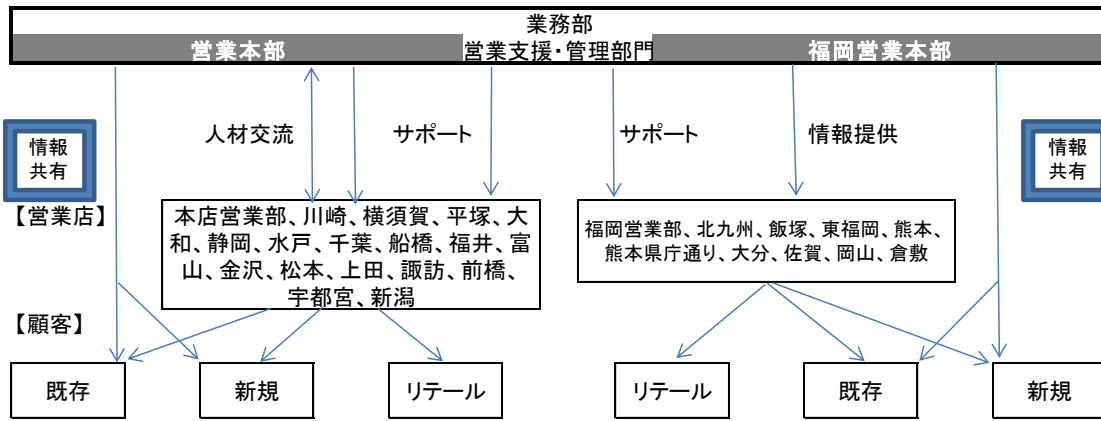 業務部
営業本部
営業支援・管理部門
福岡営業本部
人材交流
サポート
サポート
情報提供
情報
共有
情報
共有
【営業店】
本店営業部、川崎、横須賀、平塚、大
和、静岡、水戸、千葉、船橋、福井、富
山、金沢、松本、上田、諏訪、前橋、
宇都宮、新潟
福岡営業部、北九州、飯塚、東福岡、熊本、
熊本県庁通り、大分、佐賀、岡山、倉敷
【顧客】
既存
新規
リテール
リテール
既存
新規